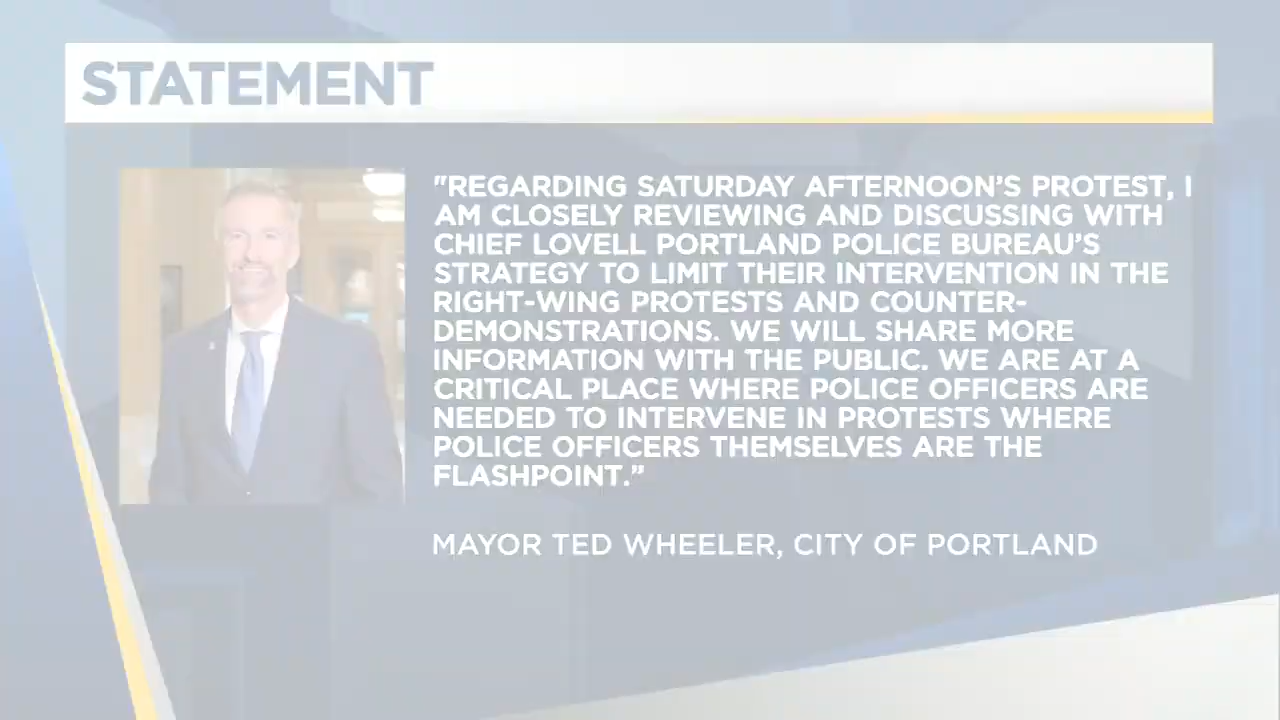 STATEMENT
"REGARDING SATURDAY AFTERNOON'S PROTEST, I
AM CLOSELY REVIEWING AND DISCUSSING WITH
CHIEF LOVELL PORTLAND POLICE BUREAU'S
STRATEGY TO LIMIT THEIR INTERVENTION IN THE
RIGHT-WING PROTESTS AND COUNTER-
DEMONSTRATIONS. WE WILL SHARE MORE
INFORMATION WITH THE PUBLIC. WE ARE AT A
CRITICAL PLACE WHERE POLICE OFFICERS ARE
NEEDED TO INTERVENE IN PROTESTS WHERE
POLICE OFFICERS THEMSELVES ARE THE
FLASHPOINT."
MAYOR TED WHEELER, CITY OF PORTLAND